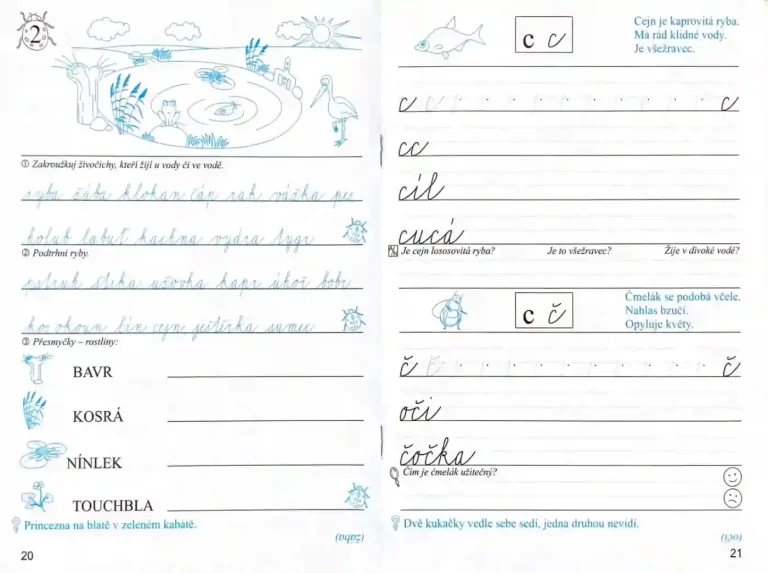 2
① Zakroužkuj živočichy, kteří žijí u vody či ve vodě.
ryba žába klokan čáp rak vážka pes
holub labuť kachna vydra tygr
② Podtrhni ryby.
pstruh štika užovka kapr úhoř bobr
kos okoun lín cejn ještěrka sumec
③ Přesmyčky – rostliny:
BAVR
KOSRÁ
NÍNLEK
TOUCHBLA
Princezna na blatě v zeleném kabátě.
(žába)
20
c c
Cejn je kaprovitá ryba.
Má rád klidné vody.
Je všežravec.
c c c
cc
cíl
cucá
Je cejn lososovitá ryba? Je to všežravec? Žije v divoké vodě?
c č
Čmelák se podobá včele.
Nahlas bzučí.
Opyluje květy.
č č č
oči
čočka
Čím je čmelák užitečný?
Dvě kukačky vedle sebe sedí, jedna druhou nevidí.
(oči)
21